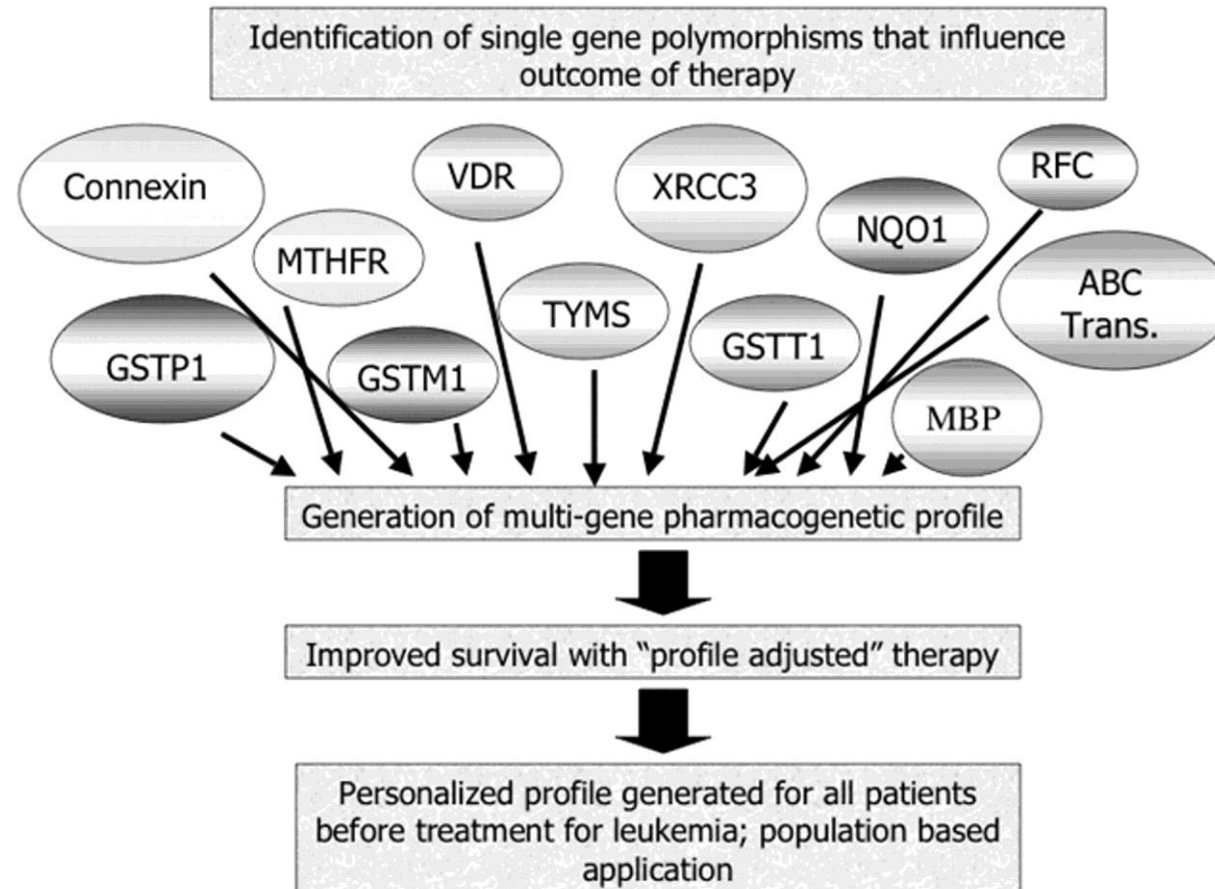 Identification of single gene polymorphisms that influence
outcome of therapy
Connexin
VDR
XRCC3
RFC
MTHFR
NQO1
TYMS
ABC
Trans.
GSTP1
GSTM1
GSTT1
MBP
Generation of multi-gene pharmacogenetic profile
Improved survival with “profile adjusted” therapy
Personalized profile generated for all patients
before treatment for leukemia; population based
application